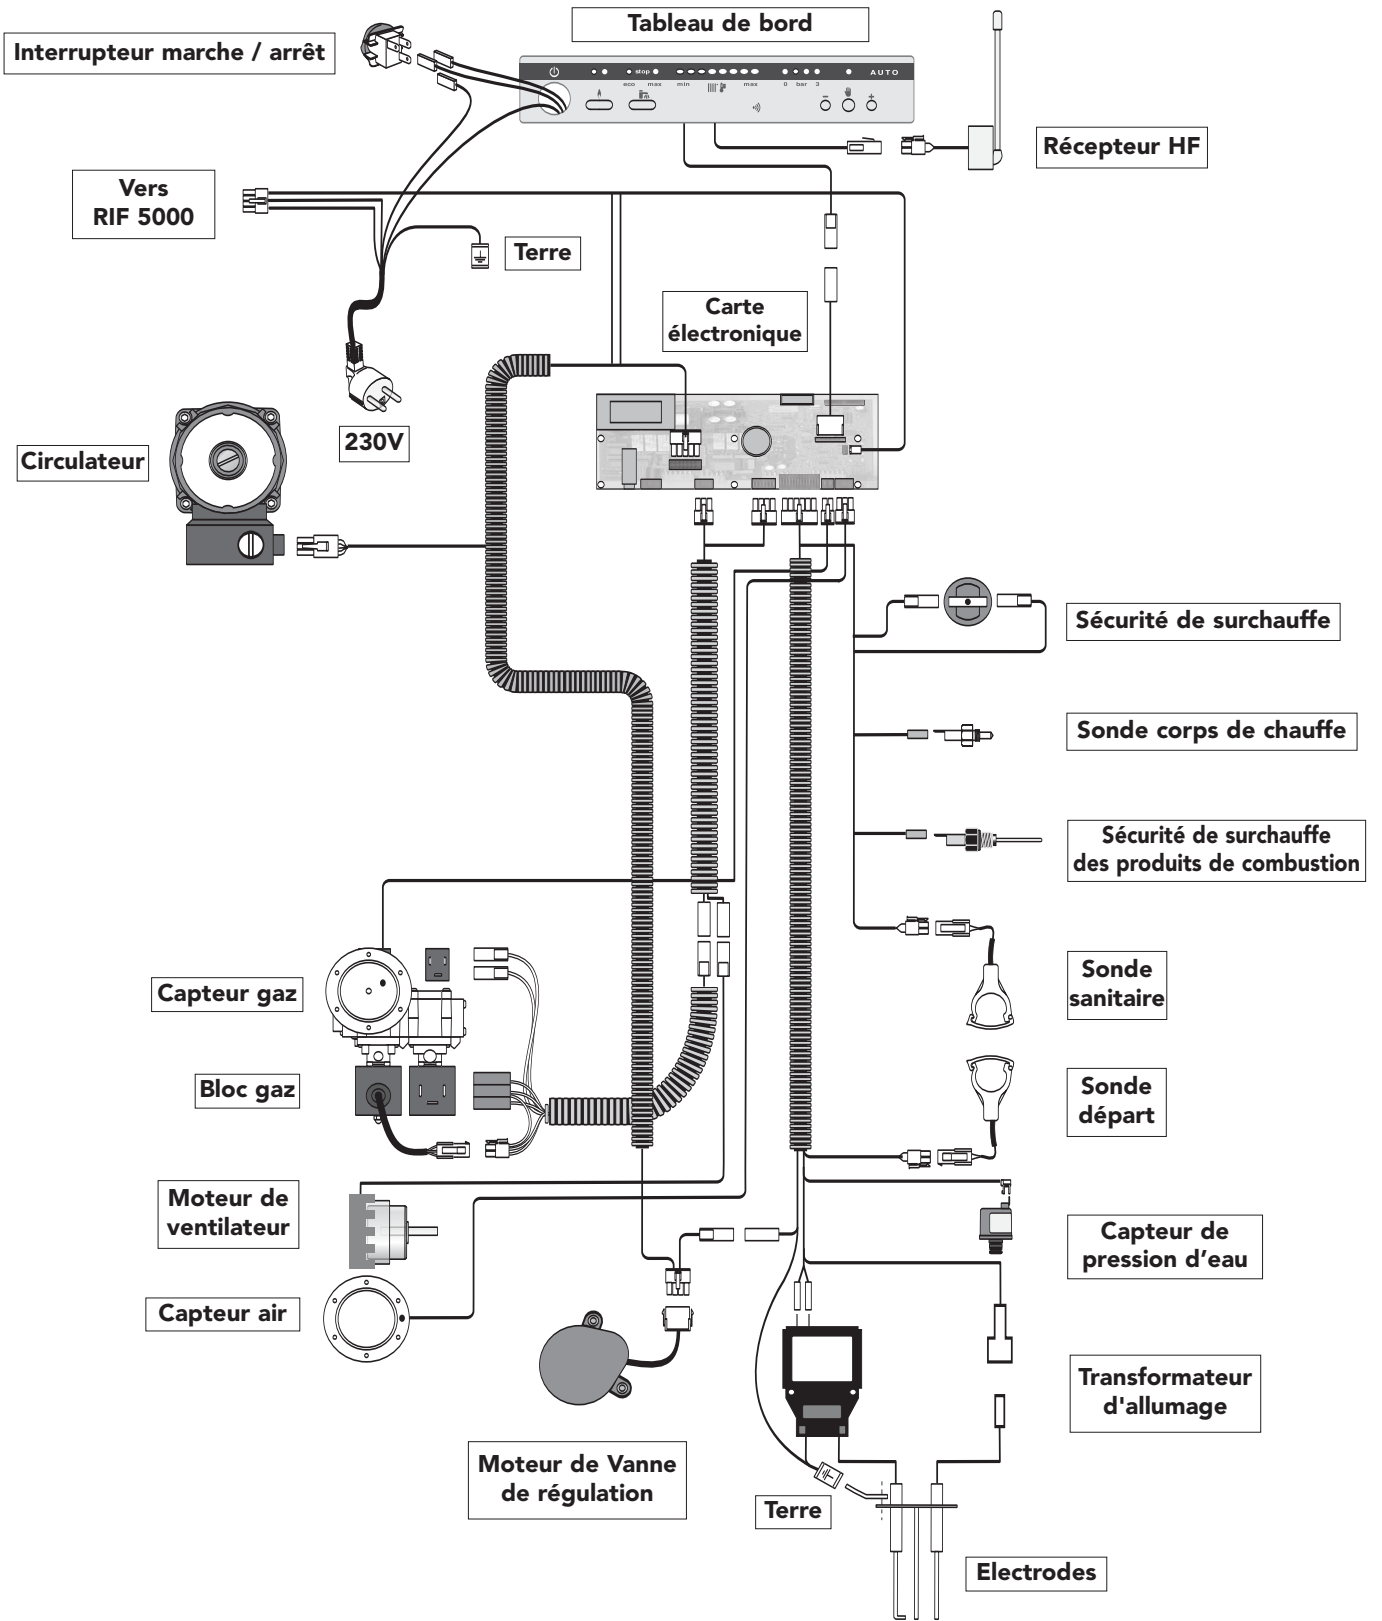 Tableau de bord
Interrupteur marche / arrêt
stop
AUTO
eco
max
min
max
0
bar
3
Récepteur HF
Vers
RIF 5000
Terre
Carte
électronique
230V
Circulateur
Sécurité de surchauffe
Sonde corps de chauffe
Sécurité de surchauffe
des produits de combustion
Capteur gaz
Sonde
sanitaire
Bloc gaz
Sonde
départ
Moteur de
ventilateur
Capteur de
pression d’eau
Capteur air
Transformateur
d'allumage
Moteur de Vanne
de régulation
Terre
Electrodes